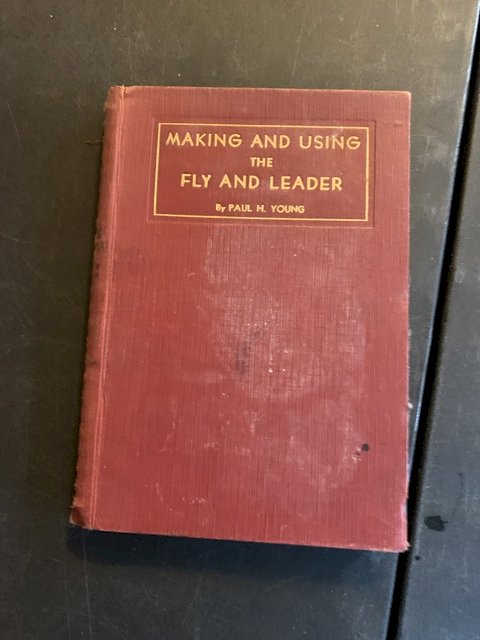 MAKING AND USING
THE
FLY AND LEADER
By PAUL H. YOUNG